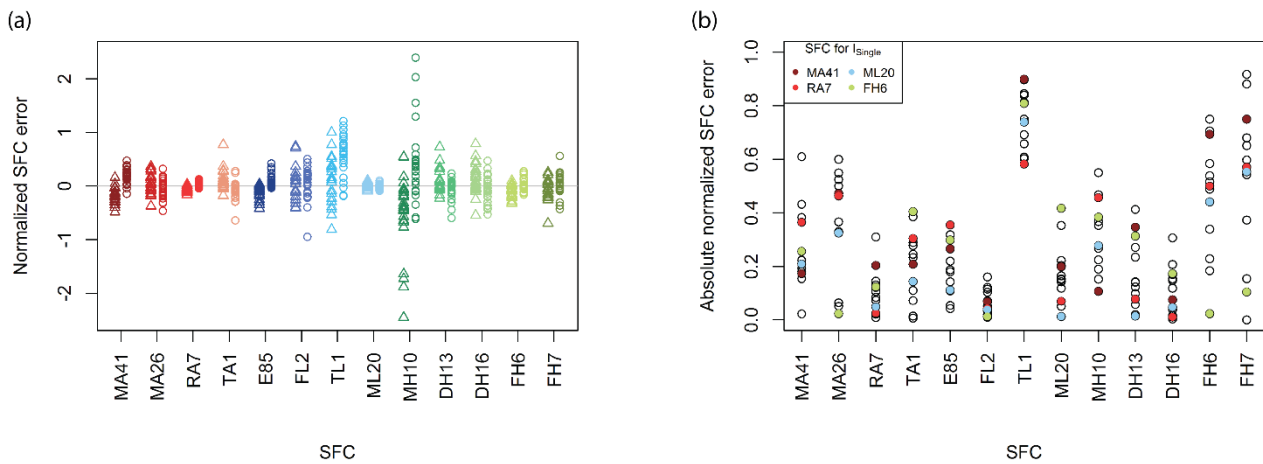 (a)
Normalized SFC error
2
1
0
-1
-2
MA41
MA26
RA7
TA1
E85
FL2
TL1
ML20
MH10
DH13
DH16
FH6
FH7
SFC
(b)
Absolute normalized SFC error
1.0
0.8
0.6
0.4
0.2
0.0
SFC for I_Single
MA41 ML20
RA7 FH6
MA41
MA26
RA7
TA1
E85
FL2
TL1
ML20
MH10
DH13
DH16
FH6
FH7
SFC